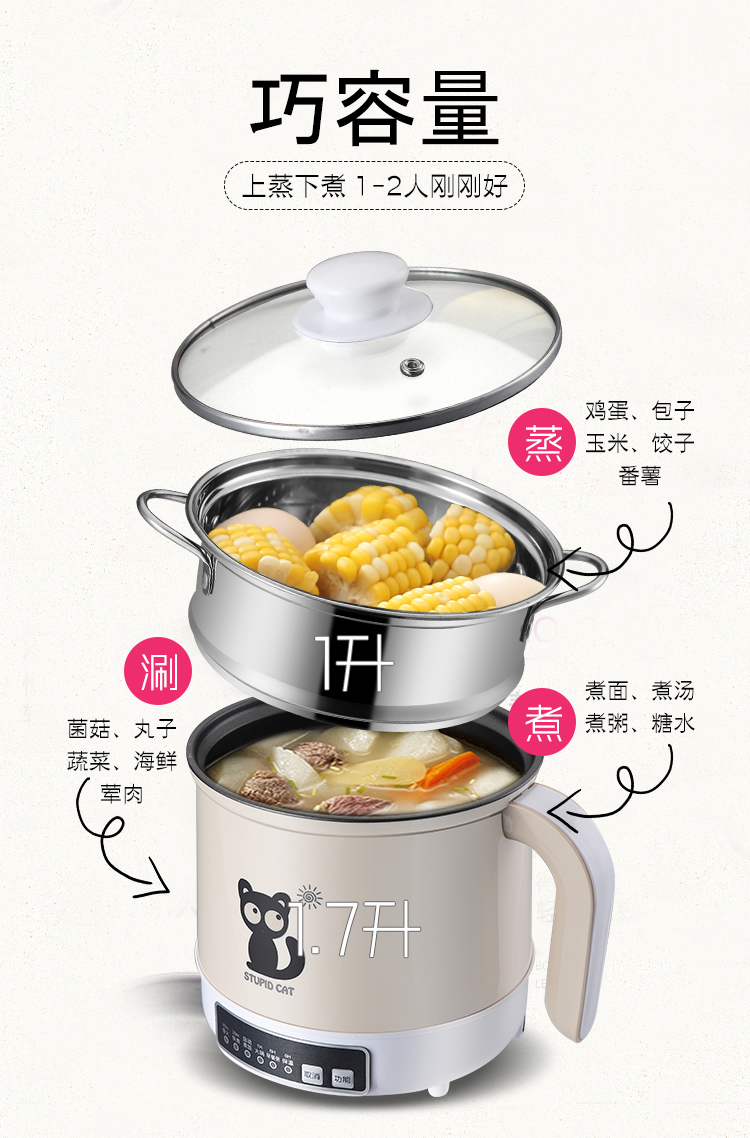 巧容量
上蒸下煮 1-2人刚刚好
蒸
鸡蛋、包子
玉米、饺子
番薯
1升
涮
菌菇、丸子
蔬菜、海鲜
荤肉
煮
煮面、煮汤
煮粥、糖水
1.7升
STUPID CAT
取消
功能